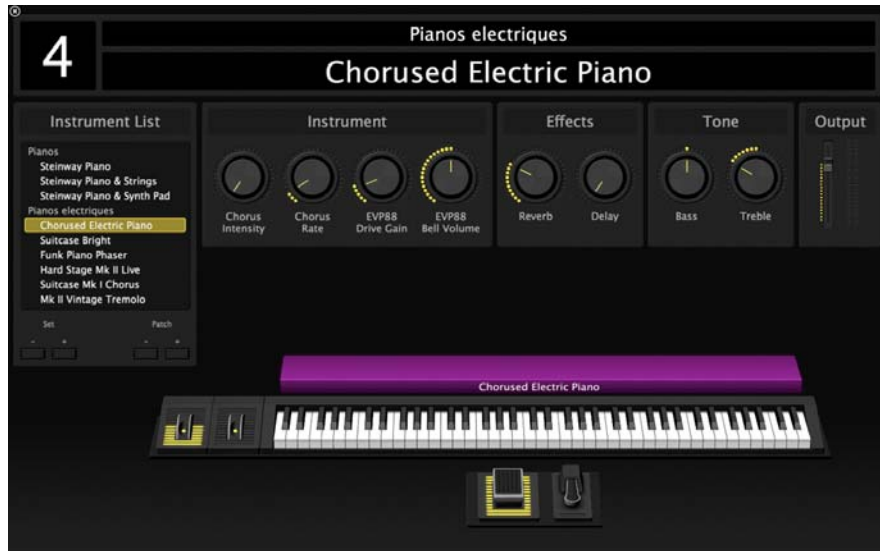 4
Pianos electriques
Chorused Electric Piano
Instrument List
Pianos
Steinway Piano
Steinway Piano & Strings
Steinway Piano & Synth Pad
Pianos electriques
Chorused Electric Piano
Suitcase Bright
Funk Piano Phaser
Hard Stage Mk II Live
Suitcase Mk I Chorus
Mk II Vintage Tremolo
Set
Patch
- +
- +
Instrument
Chorus
Intensity
Chorus
Rate
EVP88
Drive Gain
EVP88
Bell Volume
Effects
Reverb
Delay
Tone
Bass
Treble
Output
Chorused Electric Piano